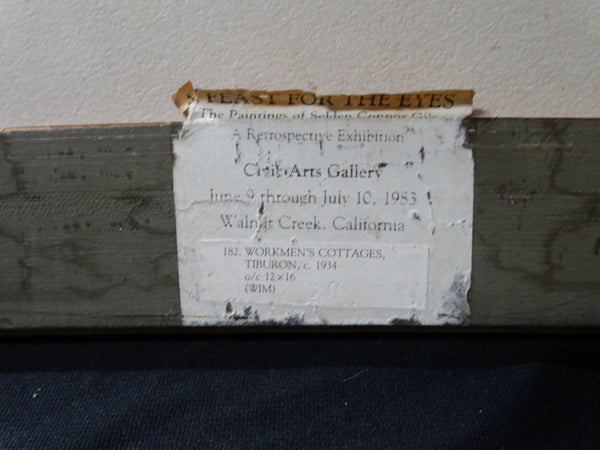 A FEAST FOR THE EYES
The Paintings of Selden Connor Gile
A Retrospective Exhibition
Civic Arts Gallery
June 9 through July 10, 1983
Walnut Creek, California
182. WORKMEN'S COTTAGES,
TIBURON, c. 1934
o/c 12 x 16
(WIM)